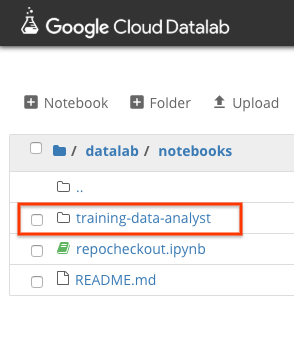 Google Cloud Datalab
Notebook Folder Upload
/ datalab / notebooks
..
training-data-analyst
repocheckout.ipynb
README.md